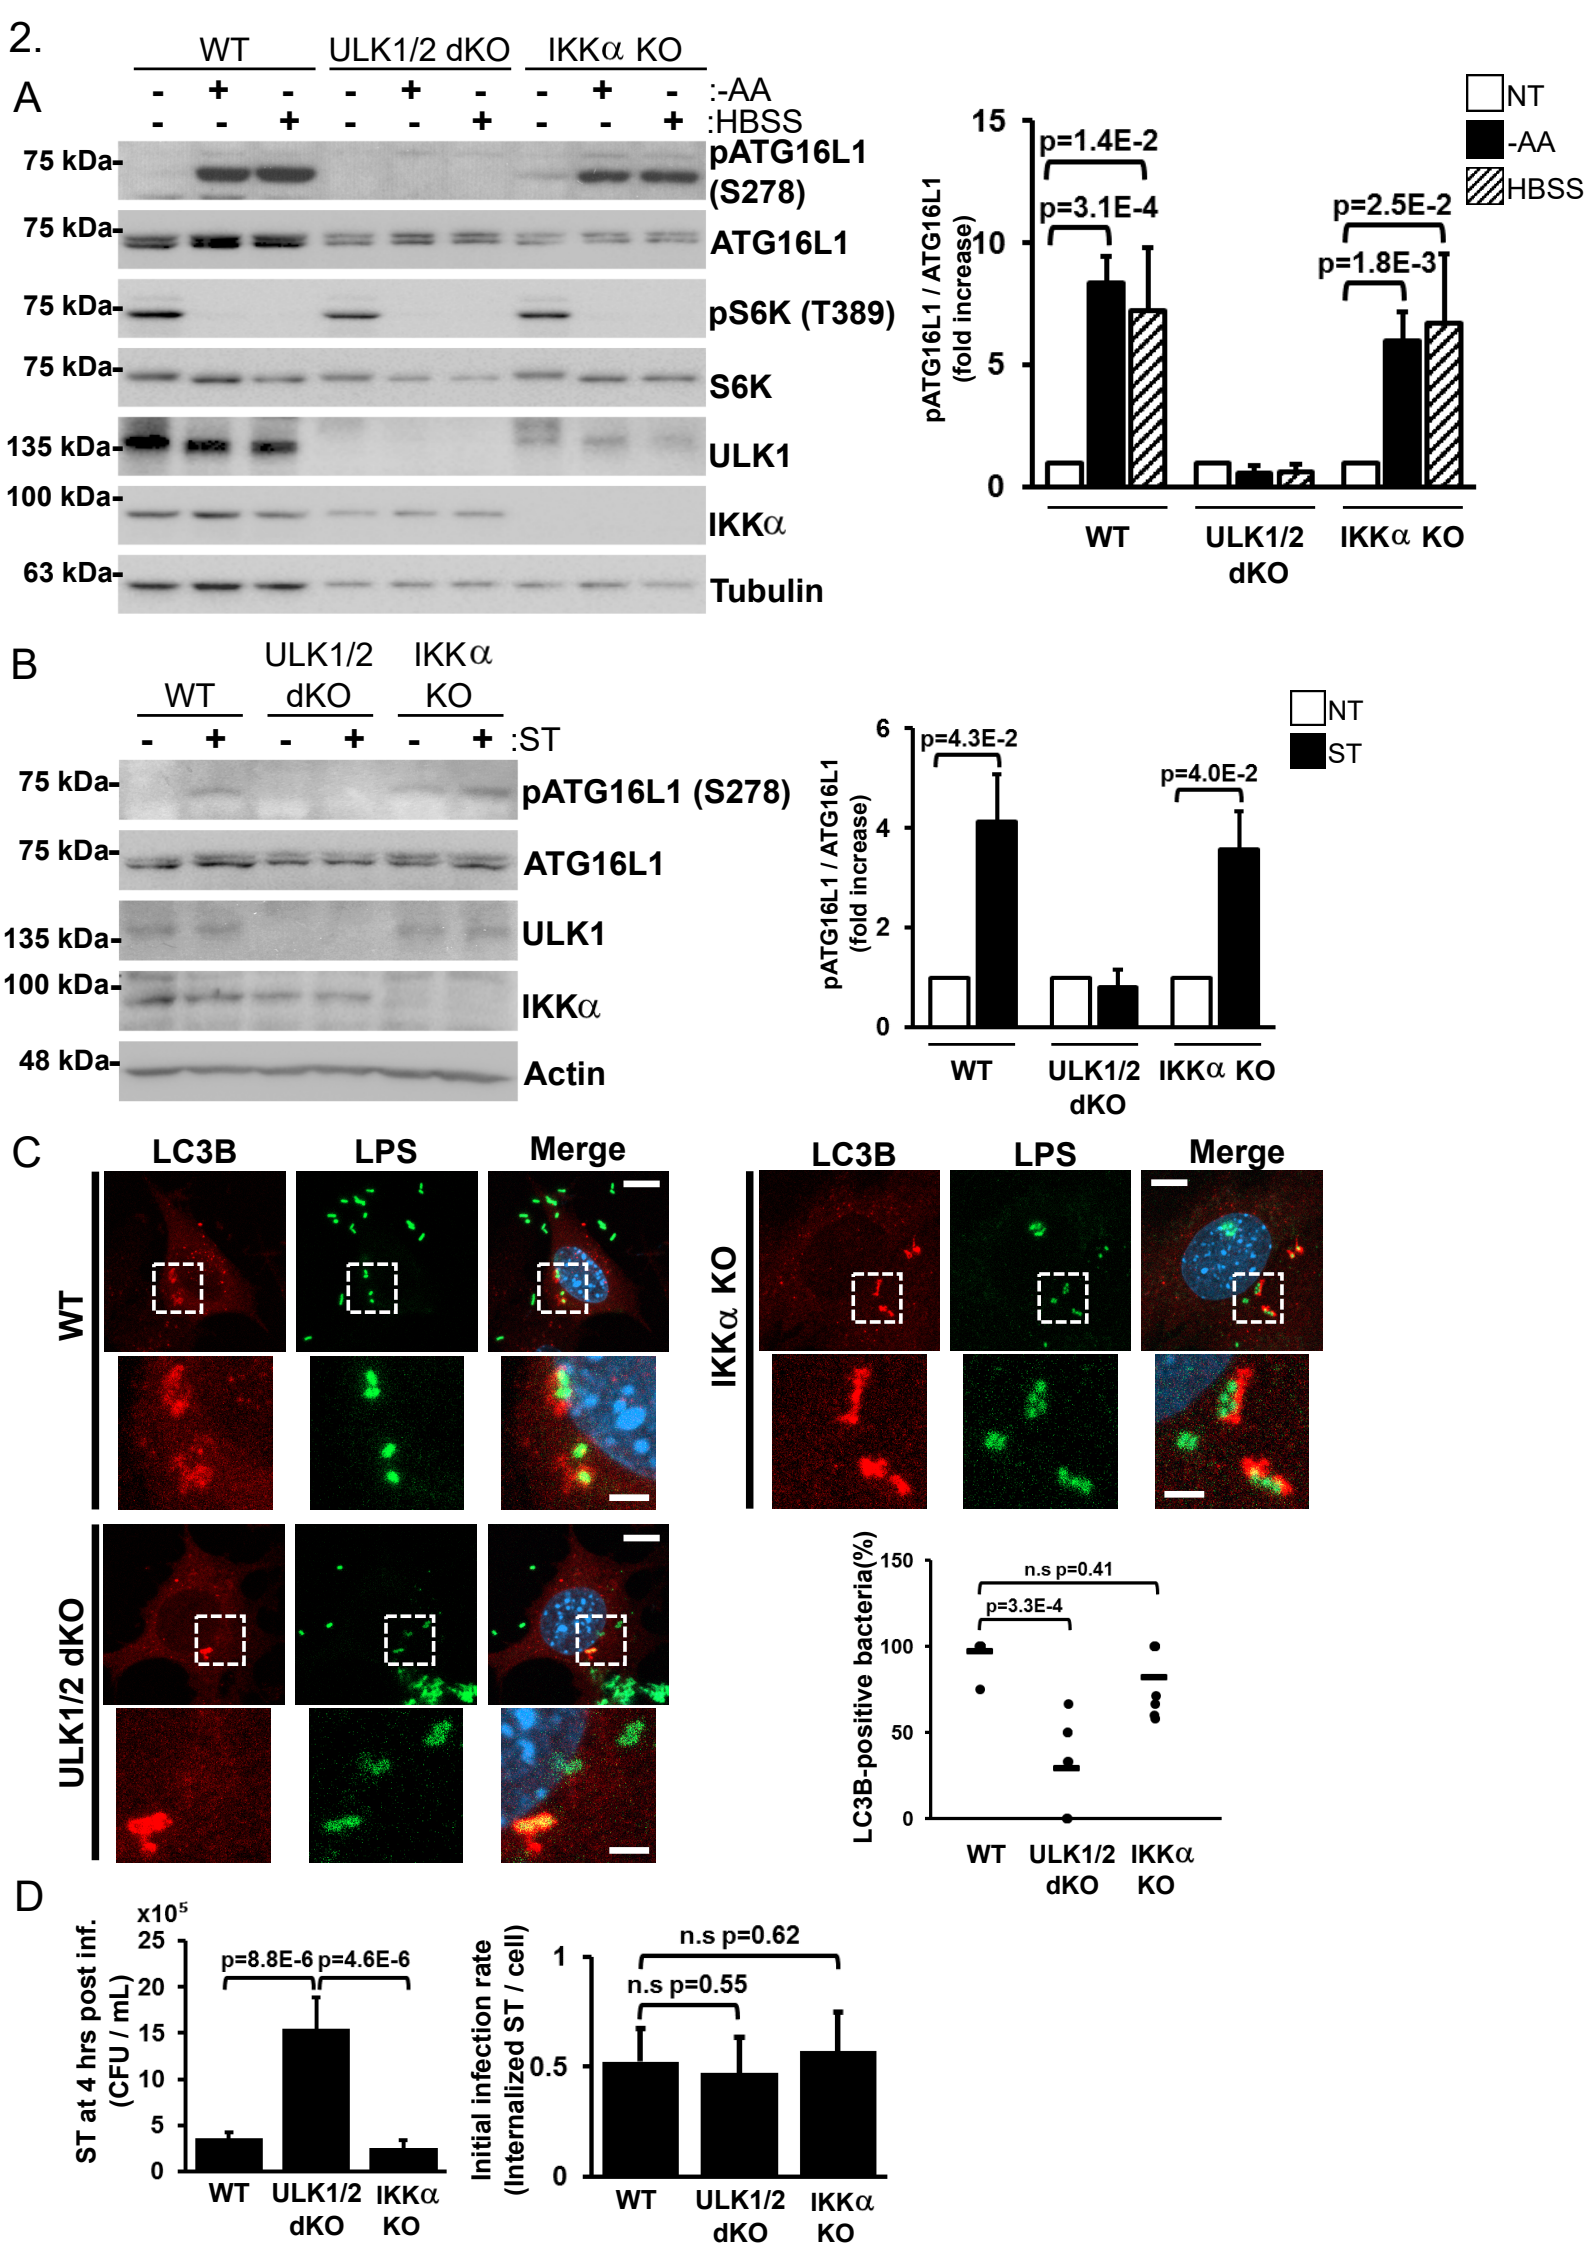 2.
A
WT ULK1/2 dKO IKKα KO
- + - - + - - + - :-AA
- - + - - + - - + :HBSS
75 kDa- pATG16L1 (S278)
75 kDa- ATG16L1
75 kDa- pS6K (T389)
75 kDa- S6K
135 kDa- ULK1
100 kDa- IKKα
63 kDa- Tubulin
pATG16L1 / ATG16L1
(fold increase)
15
10
5
0
p=1.4E-2
p=3.1E-4
p=2.5E-2
p=1.8E-3
NT
-AA
HBSS
WT ULK1/2 dKO IKKα KO
B
WT ULK1/2 dKO IKKα KO
- + - + - + :ST
75 kDa- pATG16L1 (S278)
75 kDa- ATG16L1
135 kDa- ULK1
100 kDa- IKKα
48 kDa- Actin
pATG16L1 / ATG16L1
(fold increase)
6
4
2
0
p=4.3E-2
p=4.0E-2
NT
ST
WT ULK1/2 dKO IKKα KO
C
LC3B LPS Merge
WT
ULK1/2 dKO
LC3B LPS Merge
IKKα KO
LC3B-positive bacteria(%)
150
100
50
0
n.s p=0.41
p=3.3E-4
WT ULK1/2 dKO IKKα KO
D
ST at 4 hrs post inf.
(CFU / mL)
x10⁵
25
20
15
10
5
0
p=8.8E-6 p=4.6E-6
WT ULK1/2 dKO IKKα KO
Initial infection rate
(Internalized ST / cell)
1
0.5
0
n.s p=0.62
n.s p=0.55
WT ULK1/2 dKO IKKα KO